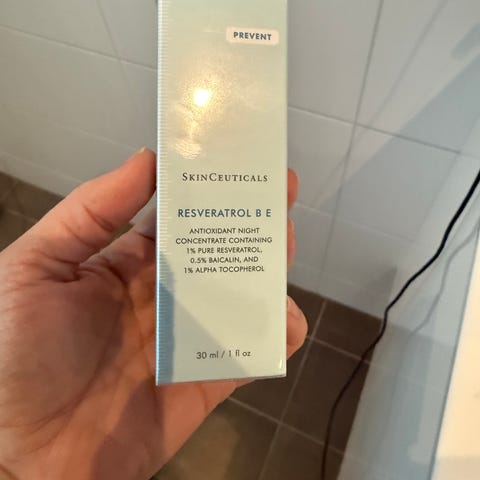 PREVENT
SKINCEUTICALS
RESVERATROL B E
ANTIOXIDANT NIGHT
CONCENTRATE CONTAINING
1% PURE RESVERATROL,
0.5% BAICALIN, AND
1% ALPHA TOCOPHEROL
30 ml / 1 fl oz